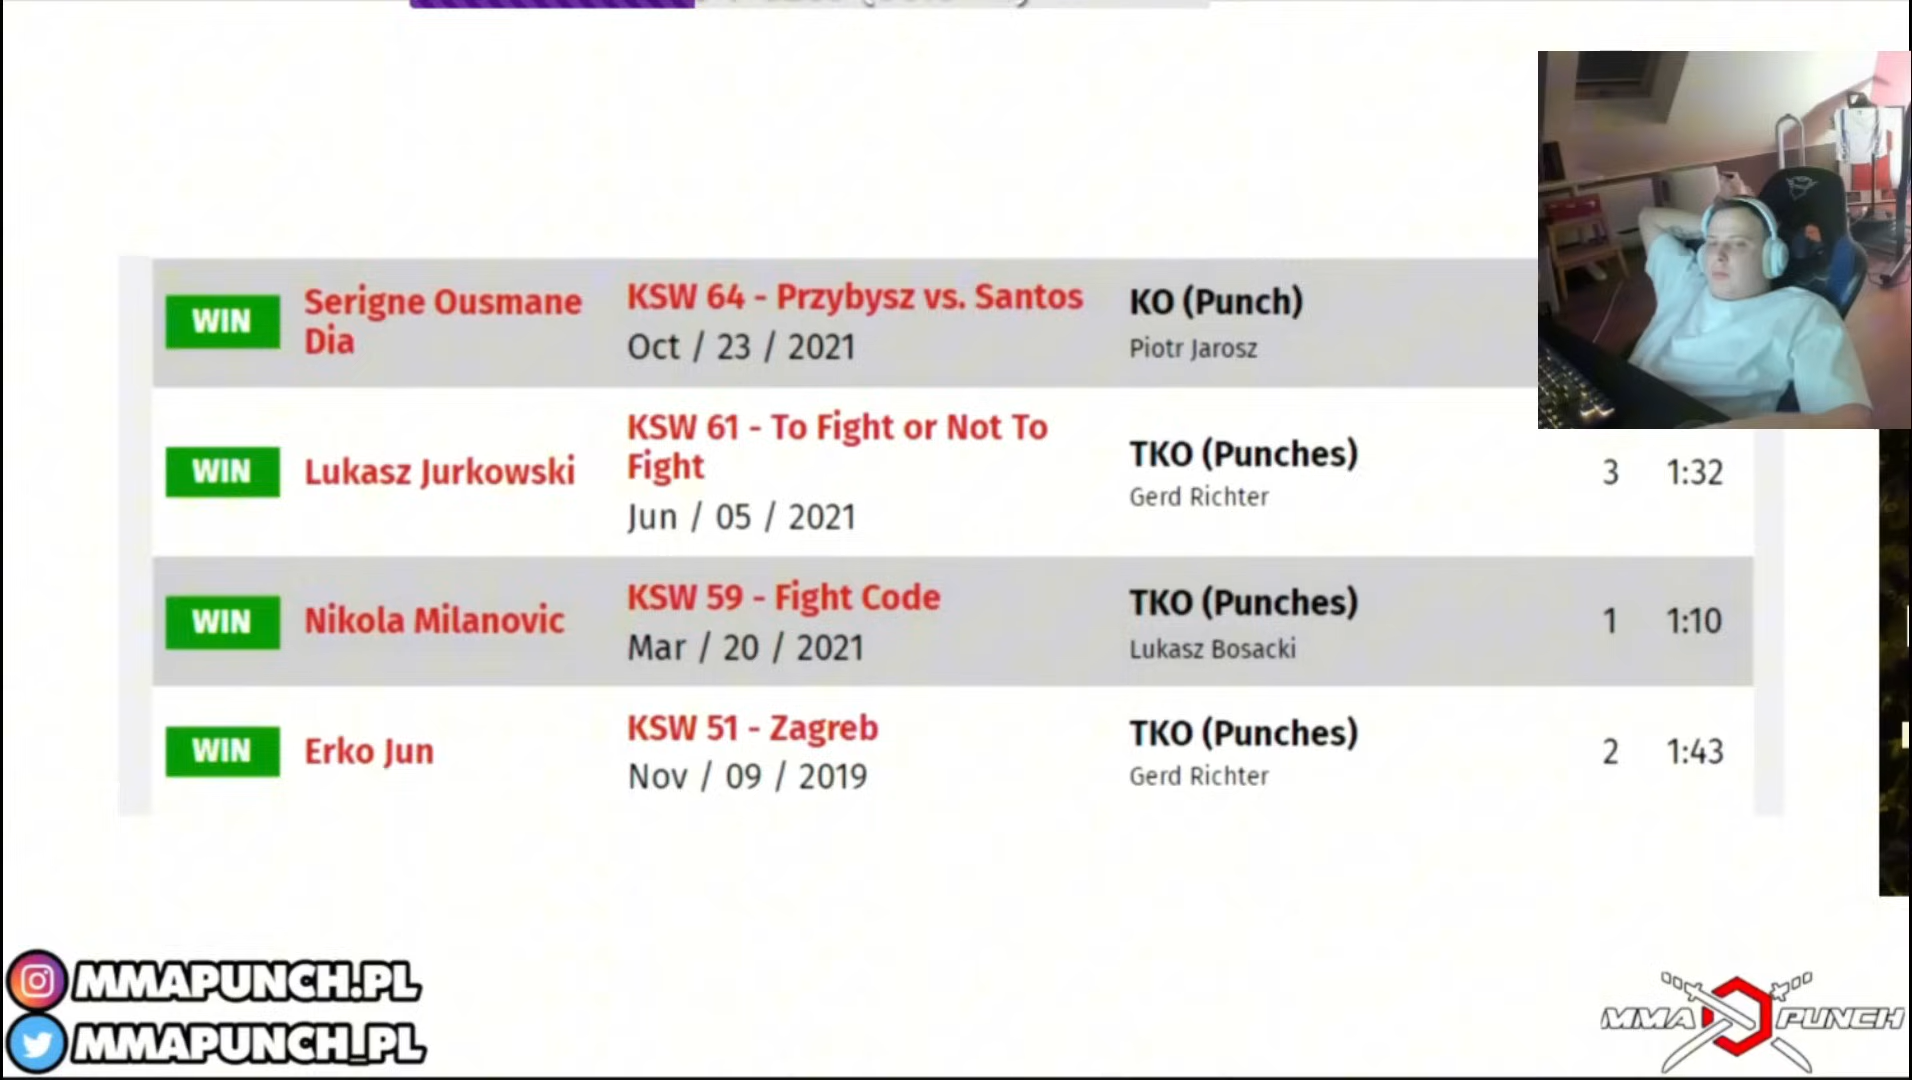 WIN
Serigne Ousmane
Dia
KSW 64 - Przybysz vs. Santos
Oct / 23 / 2021
KO (Punch)
Piotr Jarosz
WIN
Lukasz Jurkowski
KSW 61 - To Fight or Not To
Fight
Jun / 05 / 2021
TKO (Punches)
Gerd Richter
3
1:32
WIN
Nikola Milanovic
KSW 59 - Fight Code
Mar / 20 / 2021
TKO (Punches)
Lukasz Bosacki
1
1:10
WIN
Erko Jun
KSW 51 - Zagreb
Nov / 09 / 2019
TKO (Punches)
Gerd Richter
2
1:43
MMAPUNCH.PL
MMAPUNCH_PL
MMA PUNCH